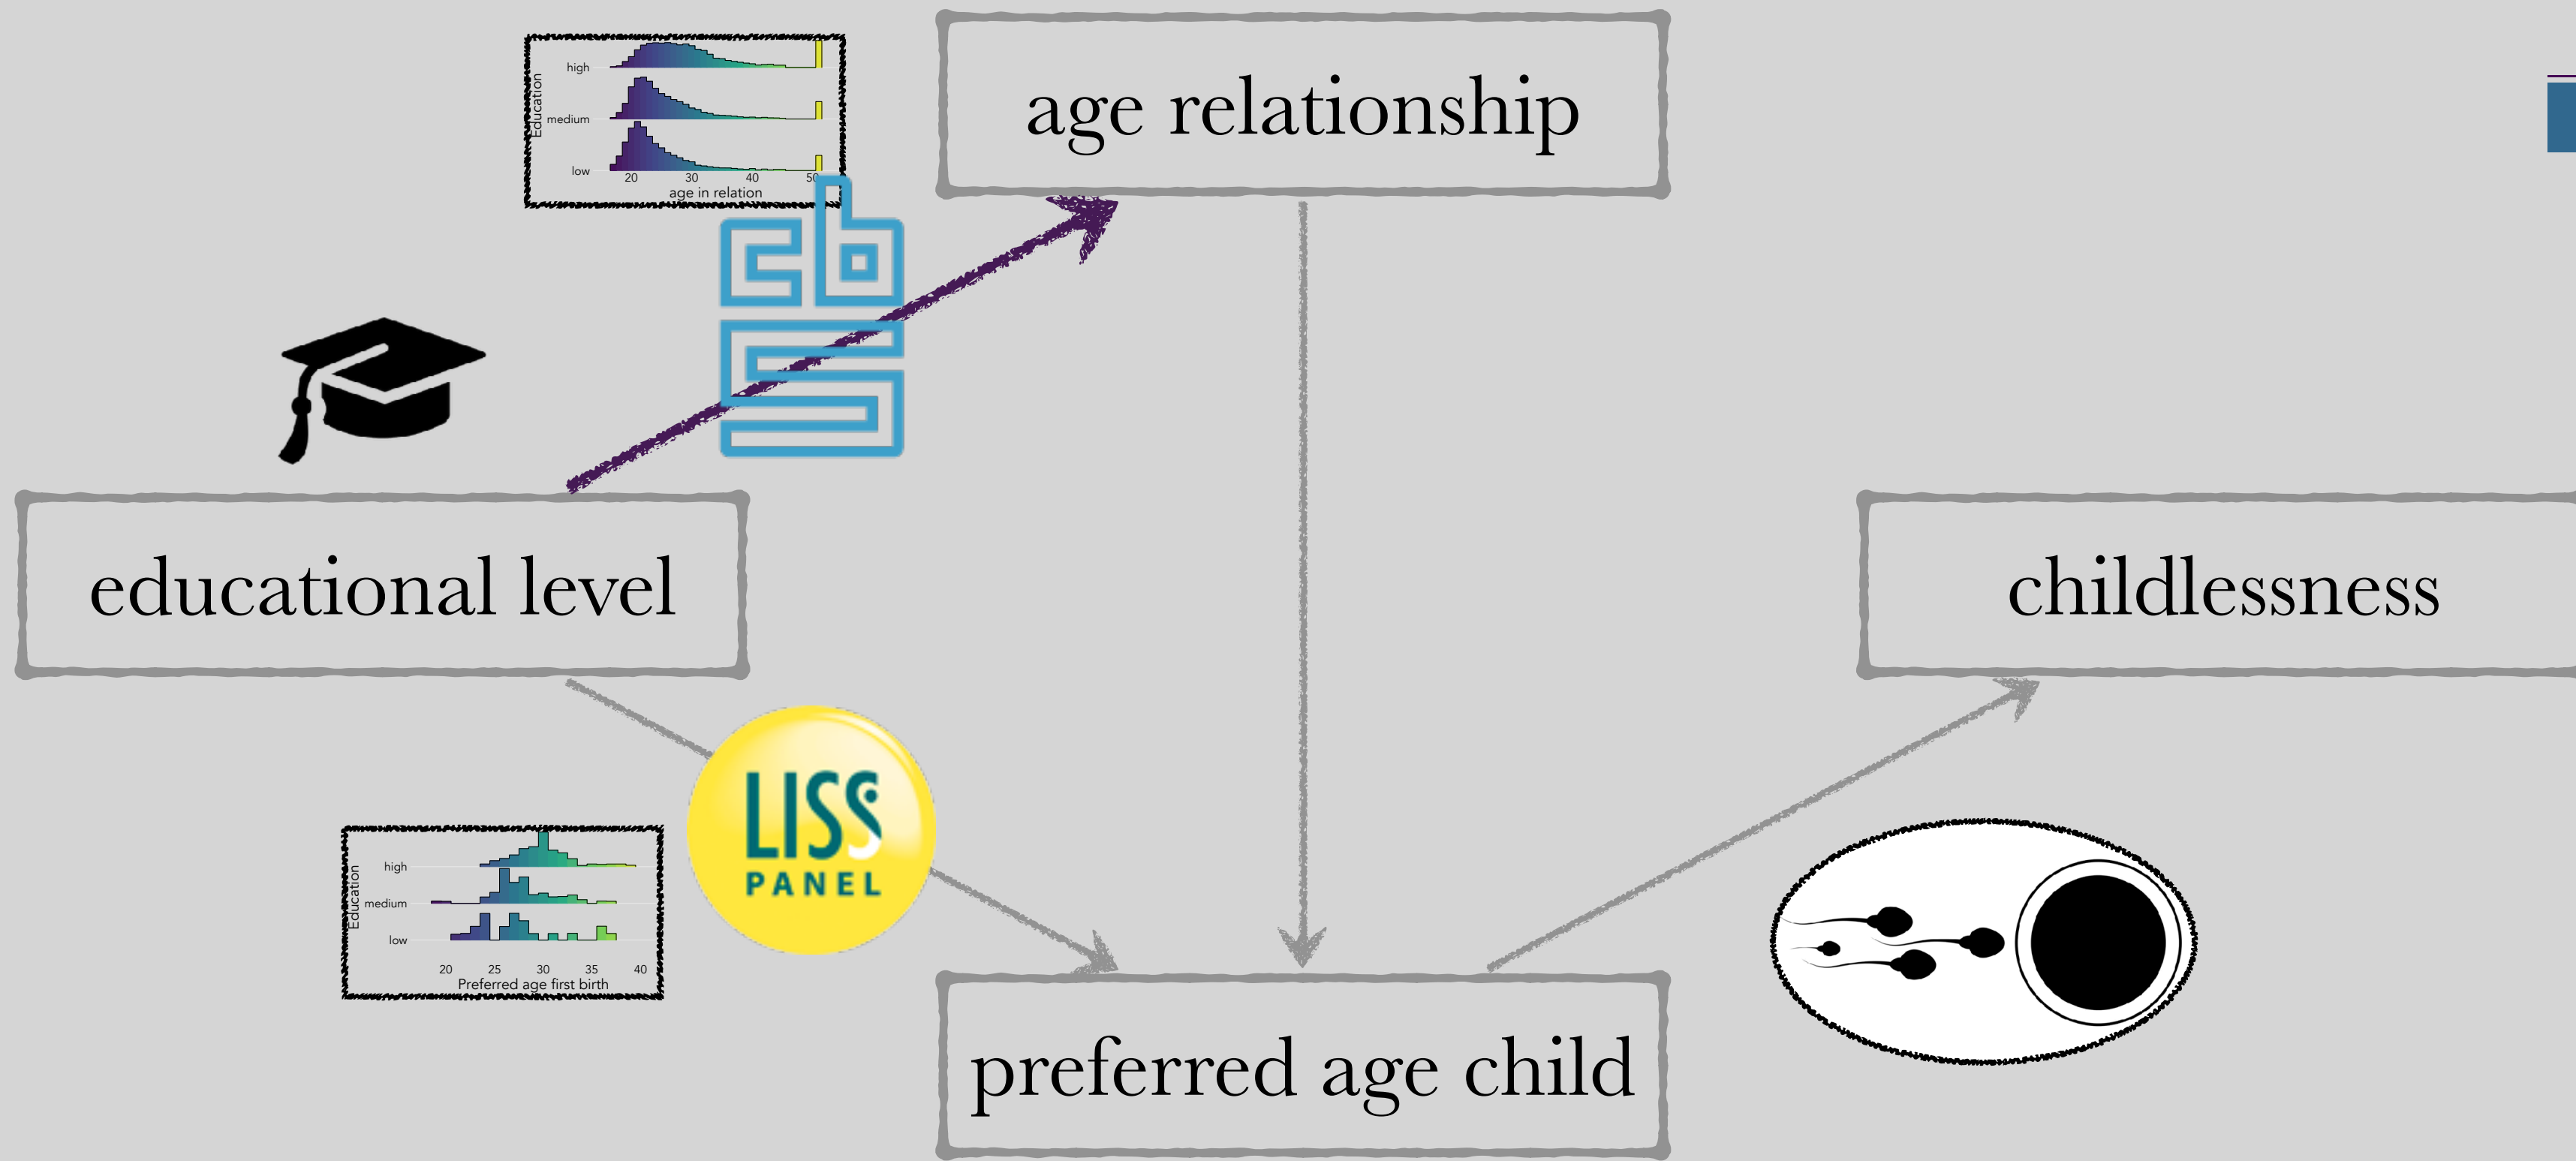 age relationship
Education
high
medium
low
20 30 40 50
age in relation
cbs
educational level
childlessness
LISS
PANEL
Education
high
medium
low
20 25 30 35 40
Preferred age first birth
preferred age child